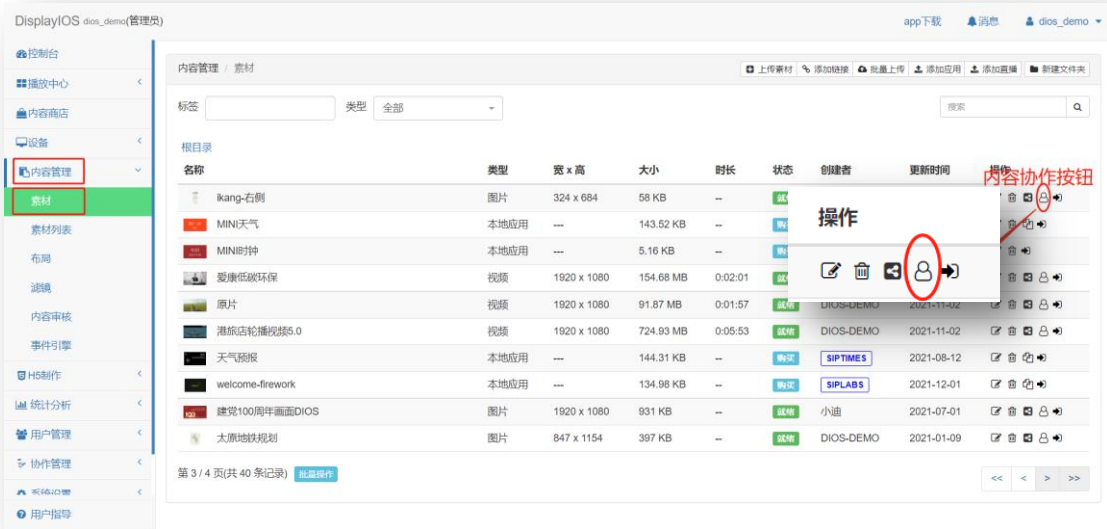 DisplayIOS dios_demo(管理员)
app下载 消息 dios_demo
控制台
播放中心
内容商店
设备
内容管理
素材
素材列表
布局
滤镜
内容审核
事件引擎
H5制作
统计分析
用户管理
协作管理
系统设置
用户指导
内容管理 / 素材
上传素材 添加链接 批量上传 添加应用 添加直播 新建文件夹
标签 类型 全部 搜索
根目录
名称 类型 宽 x 高 大小 时长 状态 创建者 更新时间 操作
内容协作按钮
操作
Ikang-右侧 图片 324 x 684 58 KB --
MINI天气 本地应用 --- 143.52 KB --
MINI时钟 本地应用 --- 5.16 KB --
爱康低碳环保 视频 1920 x 1080 154.68 MB 0:02:01
原片 视频 1920 x 1080 91.87 MB 0:01:57 就绪 DIOS-DEMO 2021-11-02
港旅店轮播视频5.0 视频 1920 x 1080 724.93 MB 0:05:53 就绪 DIOS-DEMO 2021-11-02
天气预报 本地应用 --- 144.31 KB -- 购买 SIPTIMES 2021-08-12
welcome-firework 本地应用 --- 134.98 KB -- 购买 SIPLABS 2021-12-01
建党100周年画面DIOS 图片 1920 x 1080 931 KB -- 就绪 小迪 2021-07-01
太原地铁规划 图片 847 x 1154 397 KB -- 就绪 DIOS-DEMO 2021-01-09
第 3 / 4 页(共 40 条记录) 批量操作
<< < > >>